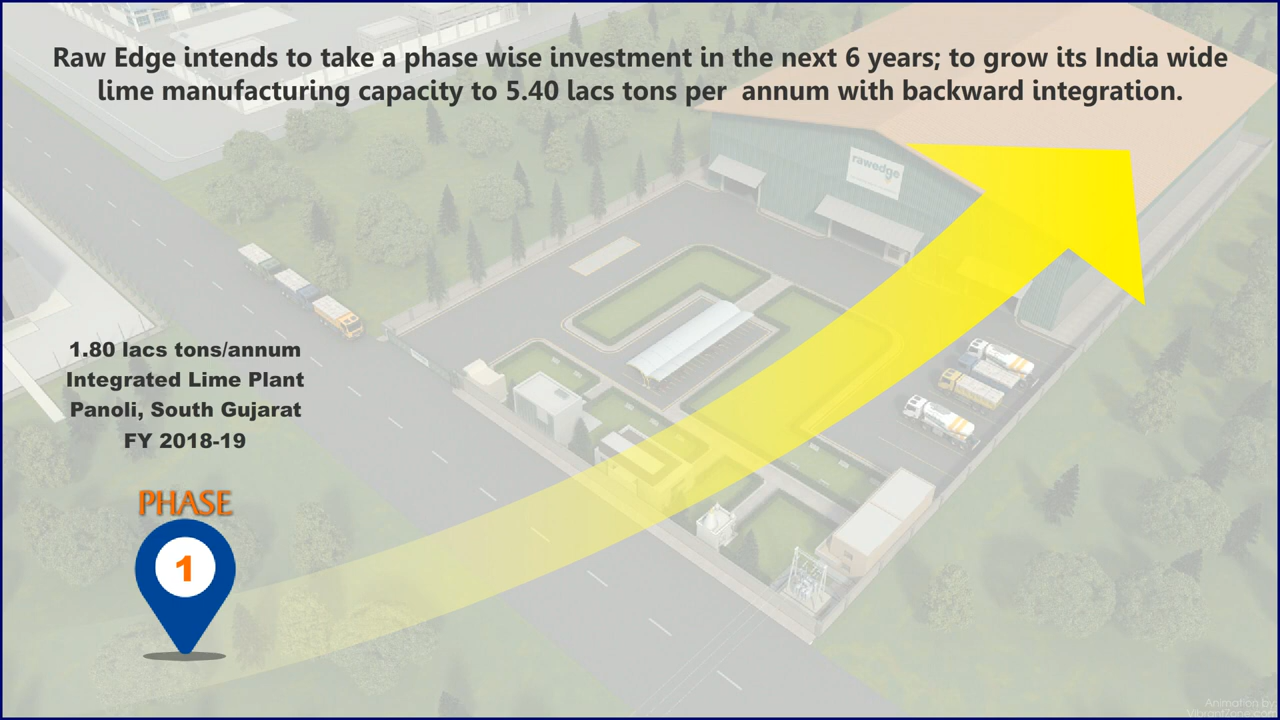 Raw Edge intends to take a phase wise investment in the next 6 years; to grow its India wide
lime manufacturing capacity to 5.40 lacs tons per annum with backward integration.
rawedge
1.80 lacs tons/annum
Integrated Lime Plant
Panoli, South Gujarat
FY 2018-19
PHASE
1
Animation by
VibrantZone.com